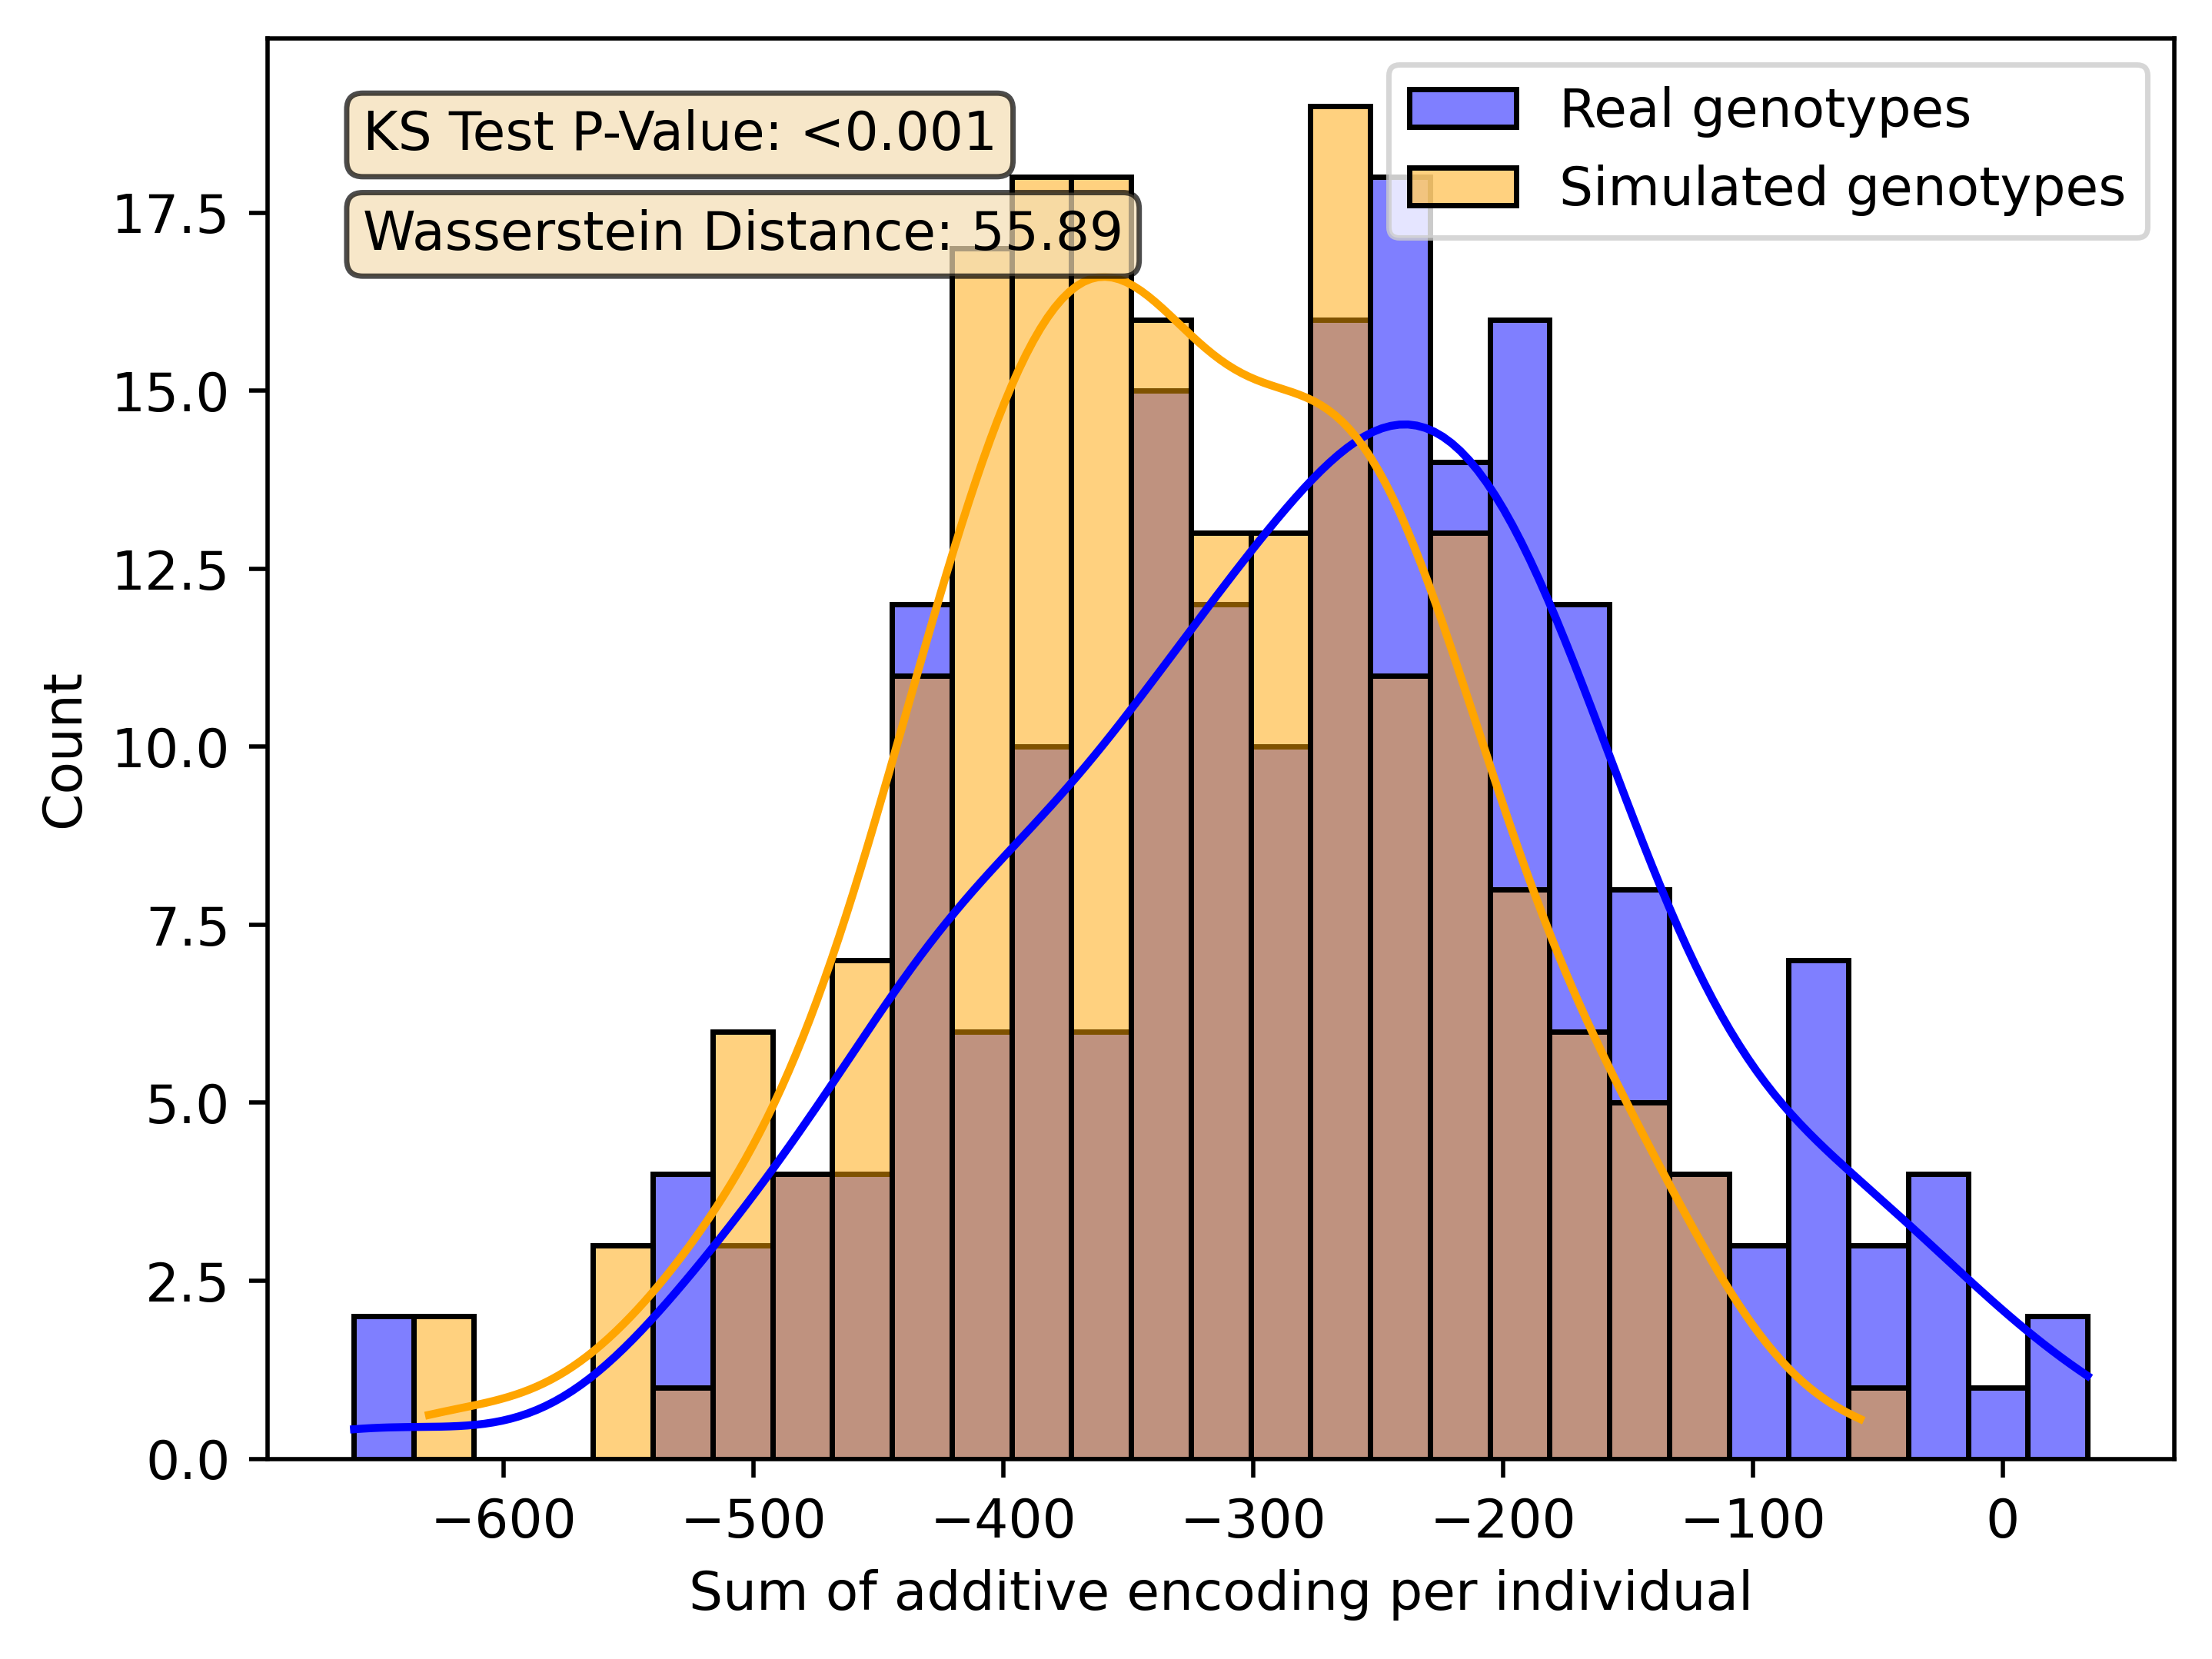 KS Test P-Value: <0.001
Wasserstein Distance: 55.89
Real genotypes
Simulated genotypes
17.5
15.0
12.5
10.0
7.5
5.0
2.5
0.0
Count
−600
−500
−400
−300
−200
−100
0
Sum of additive encoding per individual